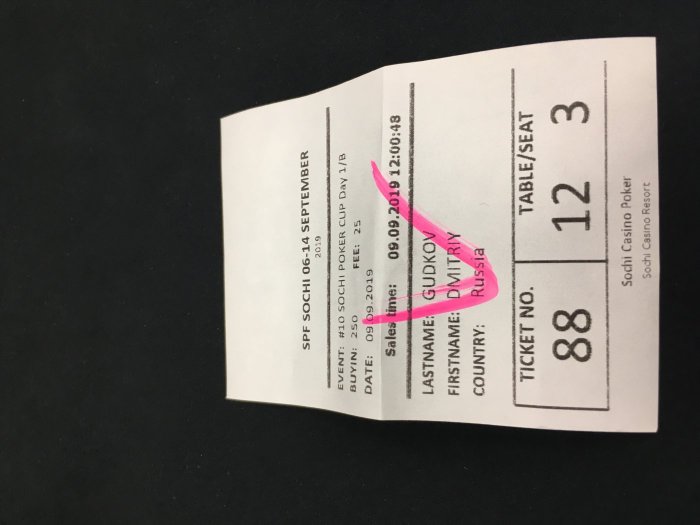 SPF SOCHI 06-14 SEPTEMBER
2019
EVENT: #10 SOCHI POKER CUP Day 1/B
BUYIN: 250 FEE: 25
DATE: 09.09.2019
Sales time: 09.09.2019 12:00:48
LASTNAME: GUDKOV
FIRSTNAME: DMITRIY
COUNTRY: Russia
TICKET NO. TABLE/SEAT
88 12 3
Sochi Casino Poker
Sochi Casino Resort